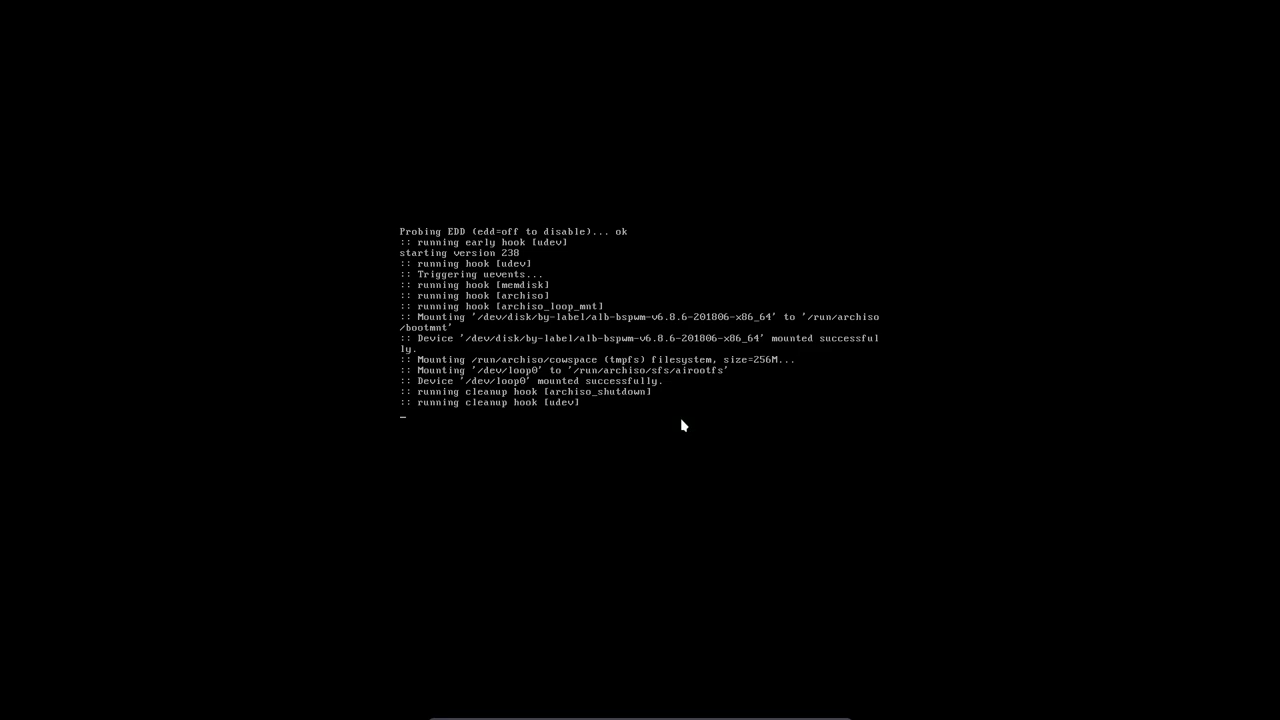 Probing EDD (edd=off to disable)... ok
:: running early hook [udev]
starting version 238
:: running hook [udev]
:: Triggering uevents...
:: running hook [memdisk]
:: running hook [archiso]
:: running hook [archiso_loop_mnt]
:: Mounting '/dev/disk/by-label/alb-bspwm-v6.8.6-201806-x86_64' to '/run/archiso
/bootmnt'
:: Device '/dev/disk/by-label/alb-bspwm-v6.8.6-201806-x86_64' mounted successful
ly.
:: Mounting /run/archiso/cowspace (tmpfs) filesystem, size=256M...
:: Mounting '/dev/loop0' to '/run/archiso/sfs/airootfs'
:: Device '/dev/loop0' mounted successfully.
:: running cleanup hook [archiso_shutdown]
:: running cleanup hook [udev]